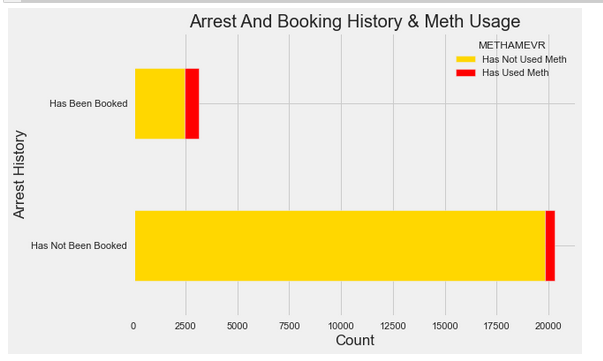 Arrest And Booking History & Meth Usage
METHAMEVR
Has Not Used Meth
Has Used Meth
Has Been Booked
Arrest History
Has Not Been Booked
0 2500 5000 7500 10000 12500 15000 17500 20000
Count